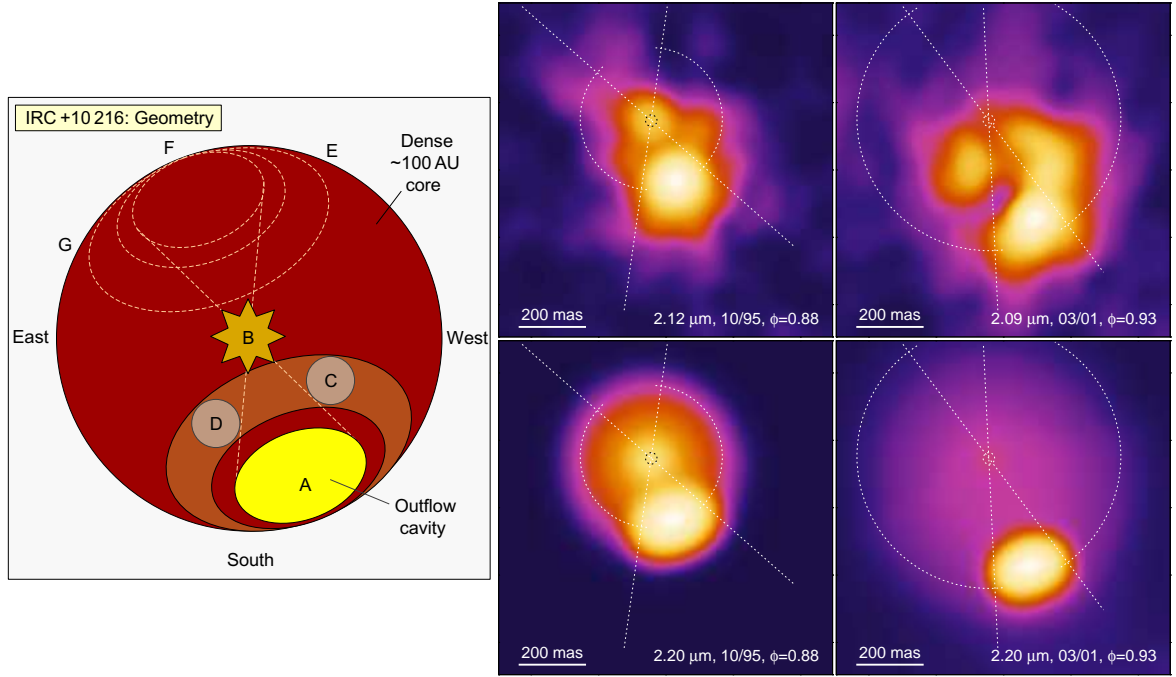 IRC +10 216: Geometry
F
E
Dense
~100 AU
core
G
East
B
West
C
D
A
Outflow
cavity
South
200 mas
2.12 μm, 10/95, ϕ=0.88
200 mas
2.09 μm, 03/01, ϕ=0.93
200 mas
2.20 μm, 10/95, ϕ=0.88
200 mas
2.20 μm, 03/01, ϕ=0.93